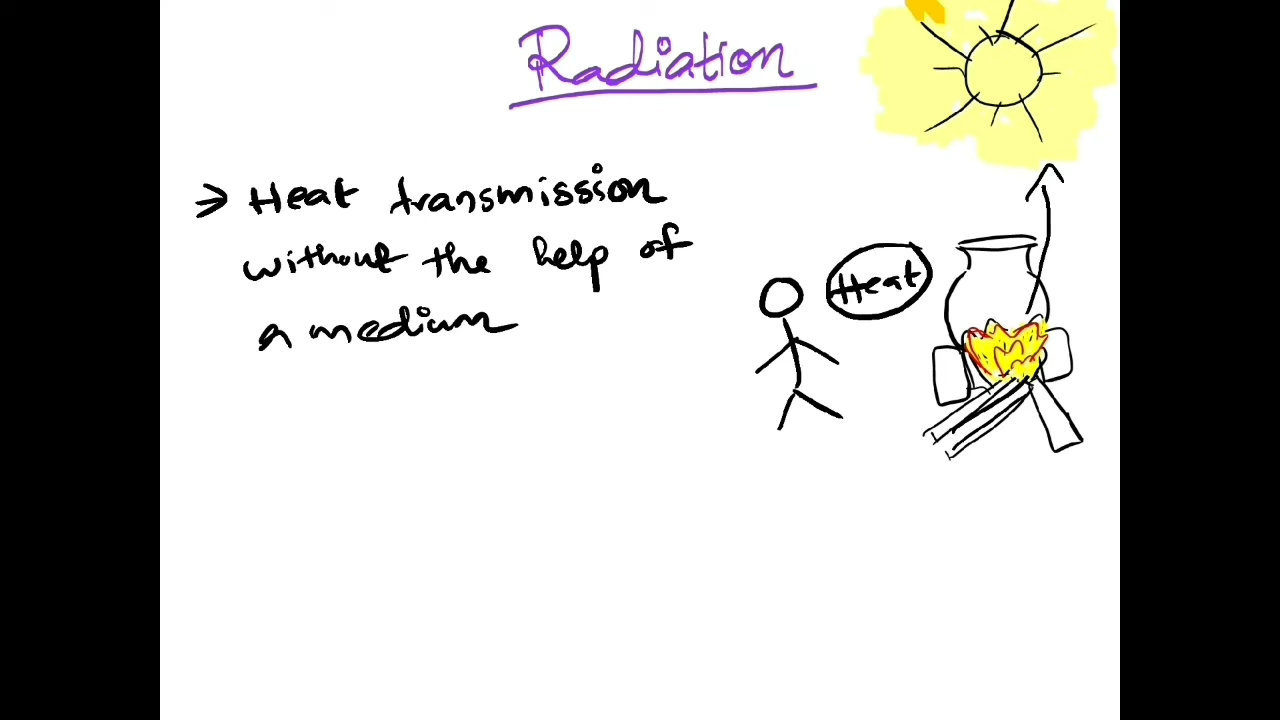 Radiation
→ Heat transmission
without the help of
a medium
Heat